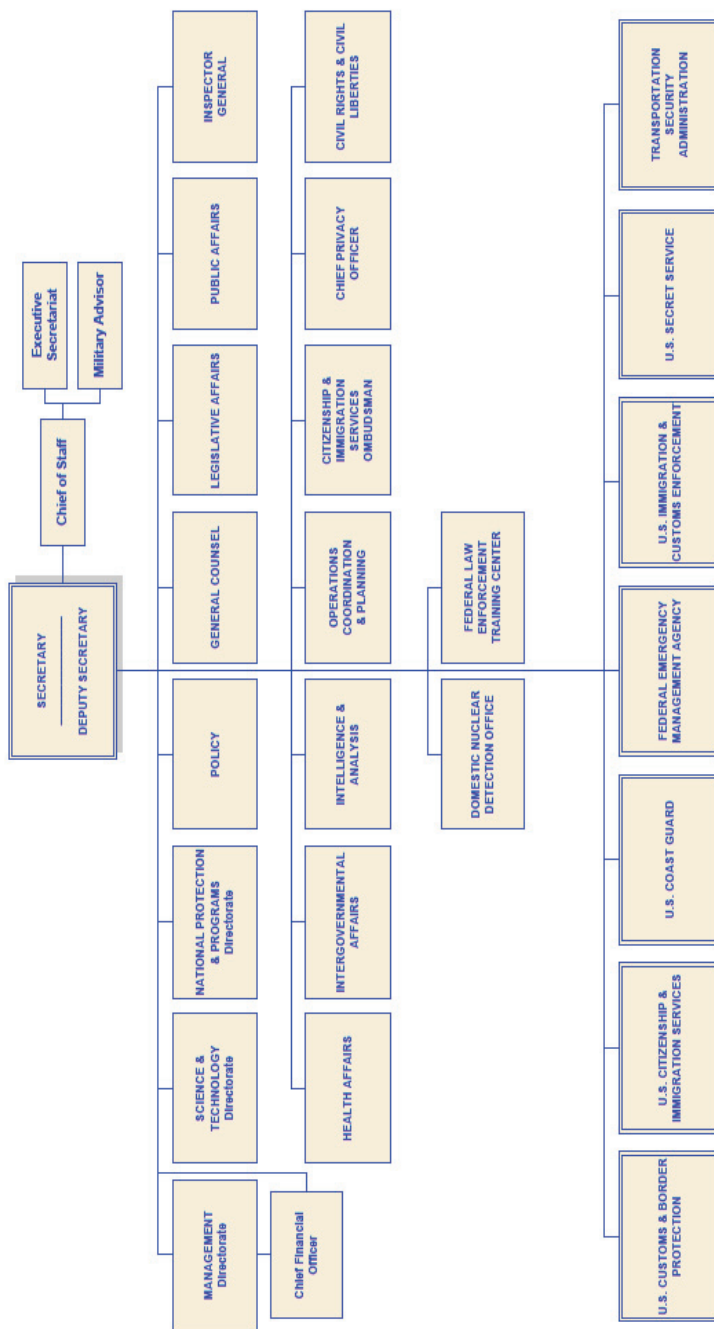 SECRETARY
DEPUTY SECRETARY
Chief of Staff
Executive
Secretariat
Military Advisor
MANAGEMENT
Directorate
Chief Financial
Officer
SCIENCE &
TECHNOLOGY
Directorate
NATIONAL PROTECTION
& PROGRAMS
Directorate
POLICY
GENERAL COUNSEL
LEGISLATIVE AFFAIRS
PUBLIC AFFAIRS
INSPECTOR
GENERAL
HEALTH AFFAIRS
INTERGOVERNMENTAL
AFFAIRS
INTELLIGENCE &
ANALYSIS
OPERATIONS
COORDINATION
& PLANNING
CITIZENSHIP &
IMMIGRATION
SERVICES
OMBUDSMAN
CHIEF PRIVACY
OFFICER
CIVIL RIGHTS & CIVIL
LIBERTIES
DOMESTIC NUCLEAR
DETECTION OFFICE
FEDERAL LAW
ENFORCEMENT
TRAINING CENTER
U.S. CUSTOMS & BORDER
PROTECTION
U.S. CITIZENSHIP &
IMMIGRATION SERVICES
U.S. COAST GUARD
FEDERAL EMERGENCY
MANAGEMENT AGENCY
U.S. IMMIGRATION &
CUSTOMS ENFORCEMENT
U.S. SECRET SERVICE
TRANSPORTATION
SECURITY
ADMINISTRATION